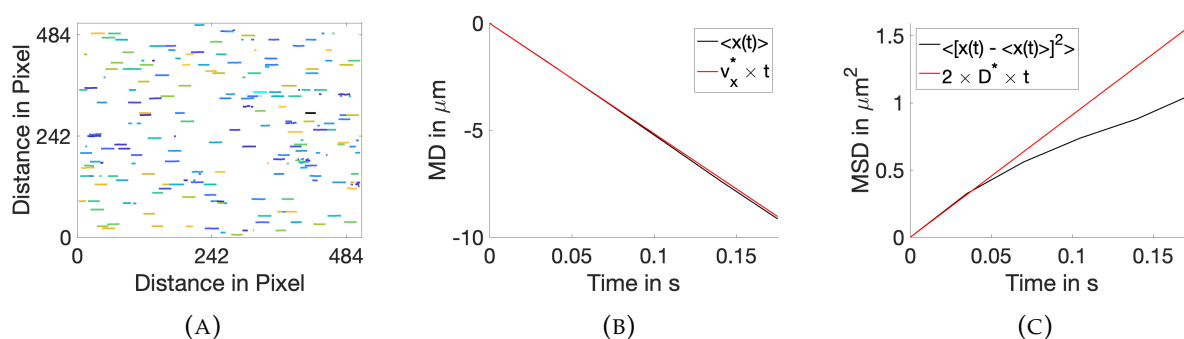 484
242
0
0
242
484
Distance in Pixel
Distance in Pixel
(A)
0
-5
-10
0
0.05
0.1
0.15
MD in μm
Time in s
<x(t)>
v*x × t
(B)
1.5
1
0.5
0
0
0.05
0.1
0.15
MSD in μm²
Time in s
<[x(t) - <x(t)>]²>
2 × D* × t
(C)